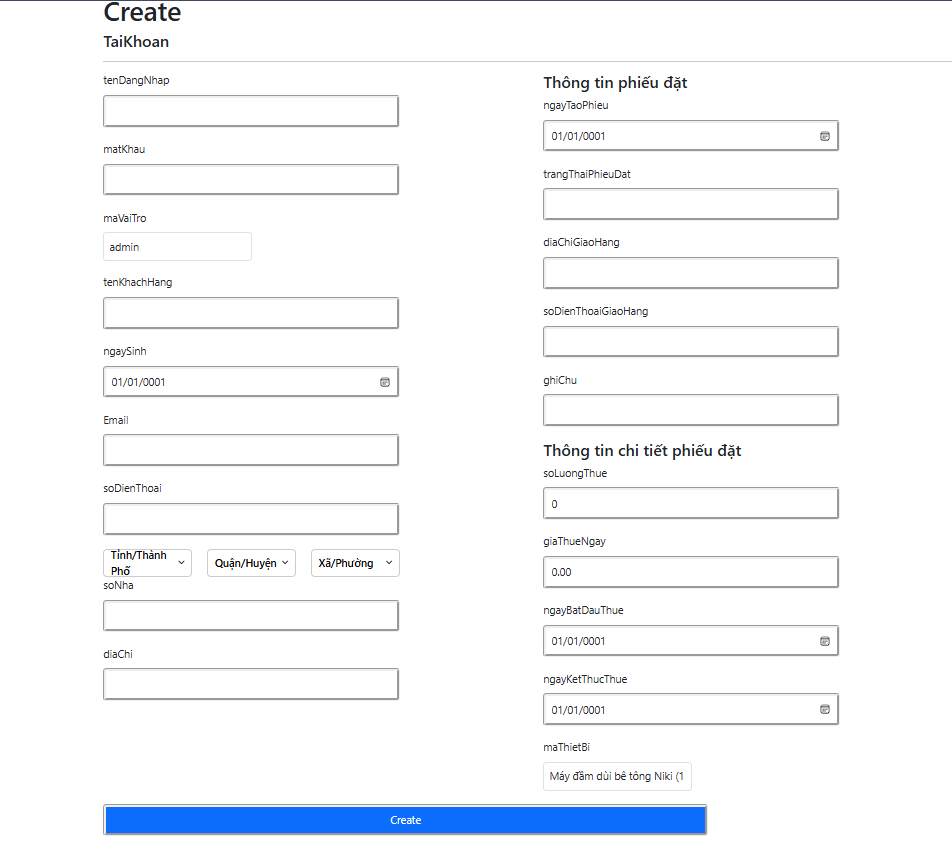 Create
TaiKhoan
tenDangNhap
matKhau
maVaiTro
admin
tenKhachHang
ngaySinh
01/01/0001
Email
soDienThoai
Tỉnh/Thành
Phố
Quận/Huyện
Xã/Phường
soNha
diaChi
Thông tin phiếu đặt
ngayTaoPhieu
01/01/0001
trangThaiPhieuDat
diaChiGiaoHang
soDienThoaiGiaoHang
ghiChu
Thông tin chi tiết phiếu đặt
soLuongThue
0
giaThueNgay
0.00
ngayBatDauThue
01/01/0001
ngayKetThucThue
01/01/0001
maThietBi
Máy đầm dùi bê tông Niki (1
Create